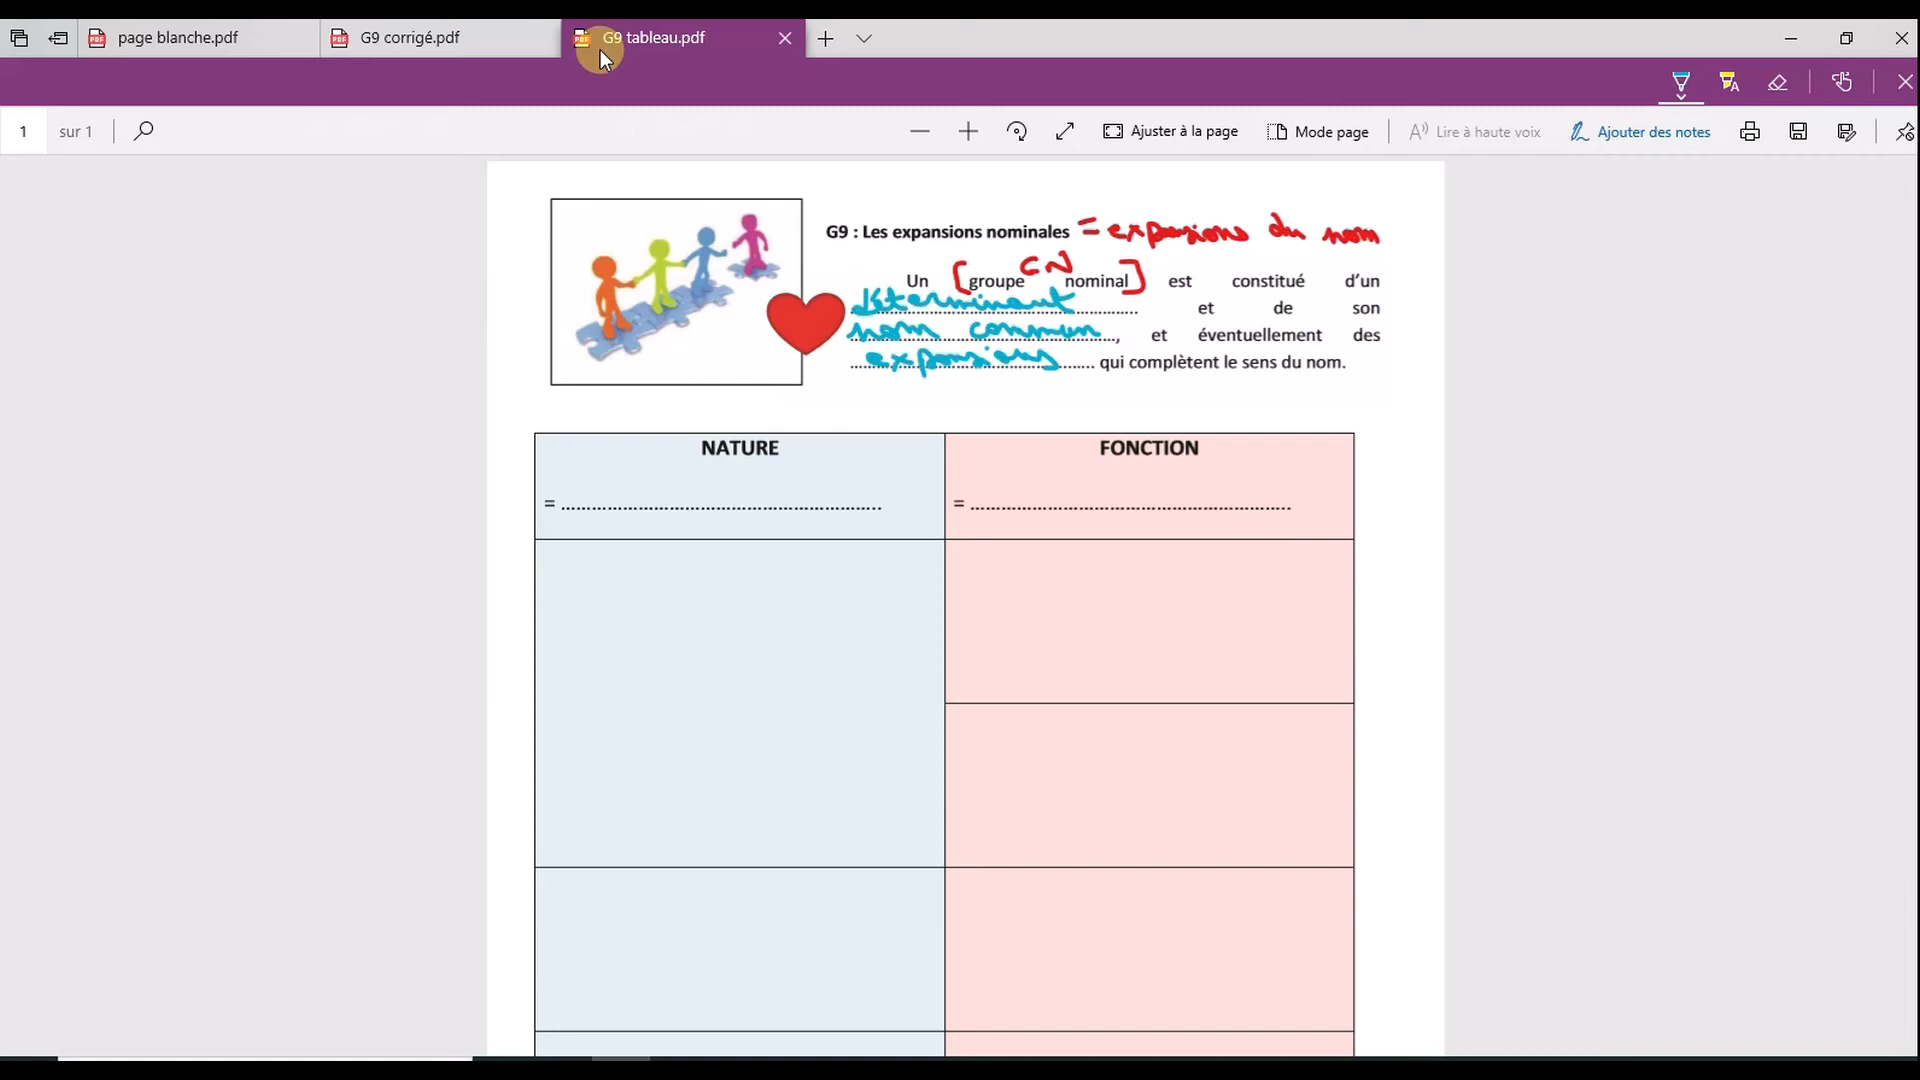 page blanche.pdf
G9 corrigé.pdf
G9 tableau.pdf
1 sur 1
Ajuster à la page
Mode page
Lire à haute voix
Ajouter des notes
G9 : Les expansions nominales = expansions du nom
GN
Un [groupe nominal] est constitué d'un
déterminant et de son
nom commun, et éventuellement des
expansions qui complètent le sens du nom.
NATURE
FONCTION
= ..........................................................
= ..........................................................